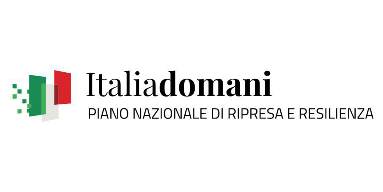 Italiadomani
PIANO NAZIONALE DI RIPRESA E RESILIENZA